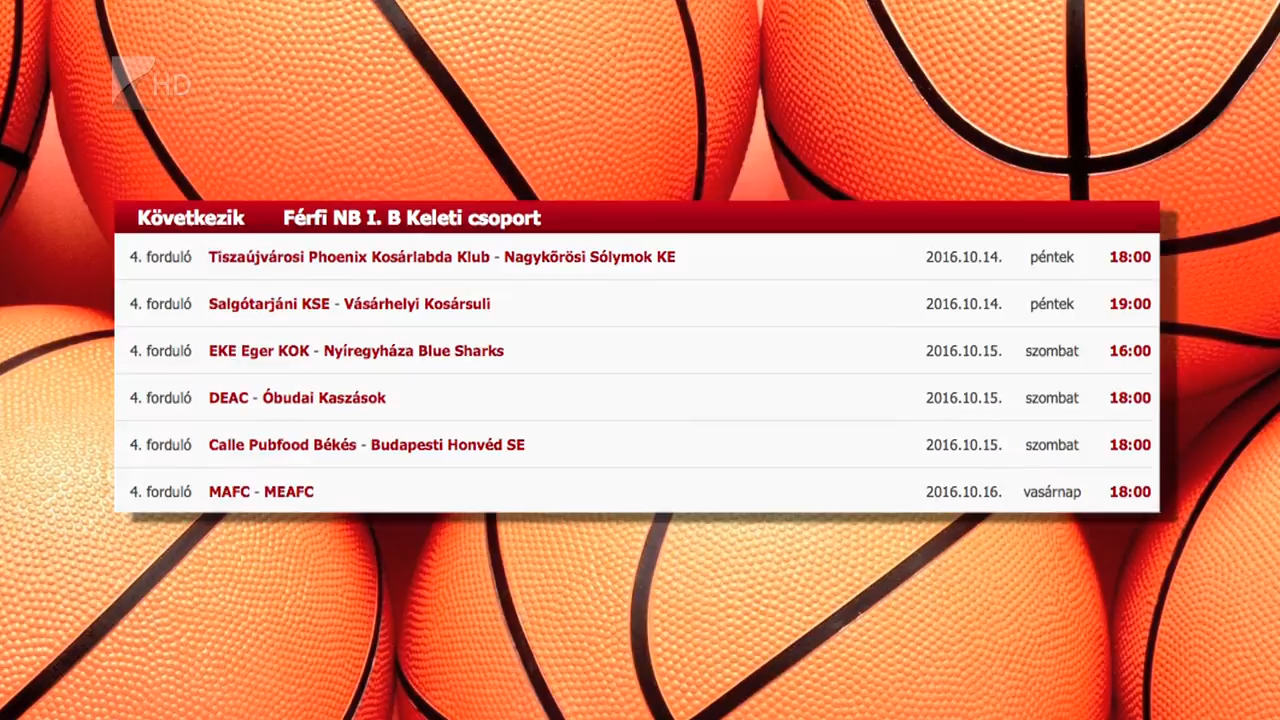 HD
Következik Férfi NB I. B Keleti csoport
4. forduló Tiszaújvárosi Phoenix Kosárlabda Klub - Nagykőrösi Sólymok KE 2016.10.14. péntek 18:00
4. forduló Salgótarjáni KSE - Vásárhelyi Kosársuli 2016.10.14. péntek 19:00
4. forduló EKE Eger KOK - Nyíregyháza Blue Sharks 2016.10.15. szombat 16:00
4. forduló DEAC - Óbudai Kaszások 2016.10.15. szombat 18:00
4. forduló Calle Pubfood Békés - Budapesti Honvéd SE 2016.10.15. szombat 18:00
4. forduló MAFC - MEAFC 2016.10.16. vasárnap 18:00